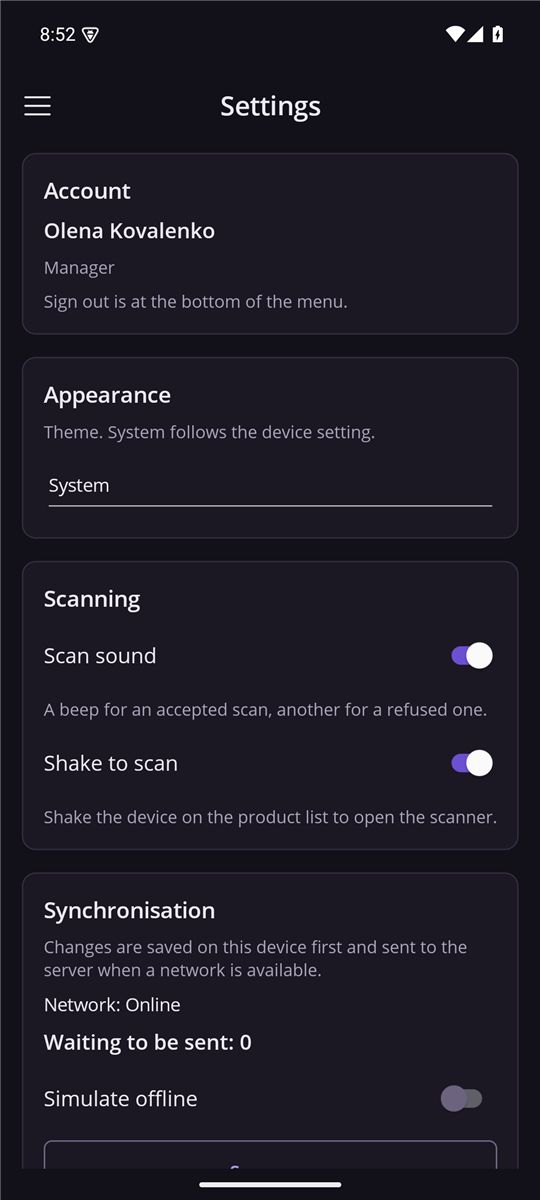 8:52
Settings
Account
Olena Kovalenko
Manager
Sign out is at the bottom of the menu.
Appearance
Theme. System follows the device setting.
System
Scanning
Scan sound
A beep for an accepted scan, another for a refused one.
Shake to scan
Shake the device on the product list to open the scanner.
Synchronisation
Changes are saved on this device first and sent to the
server when a network is available.
Network: Online
Waiting to be sent: 0
Simulate offline